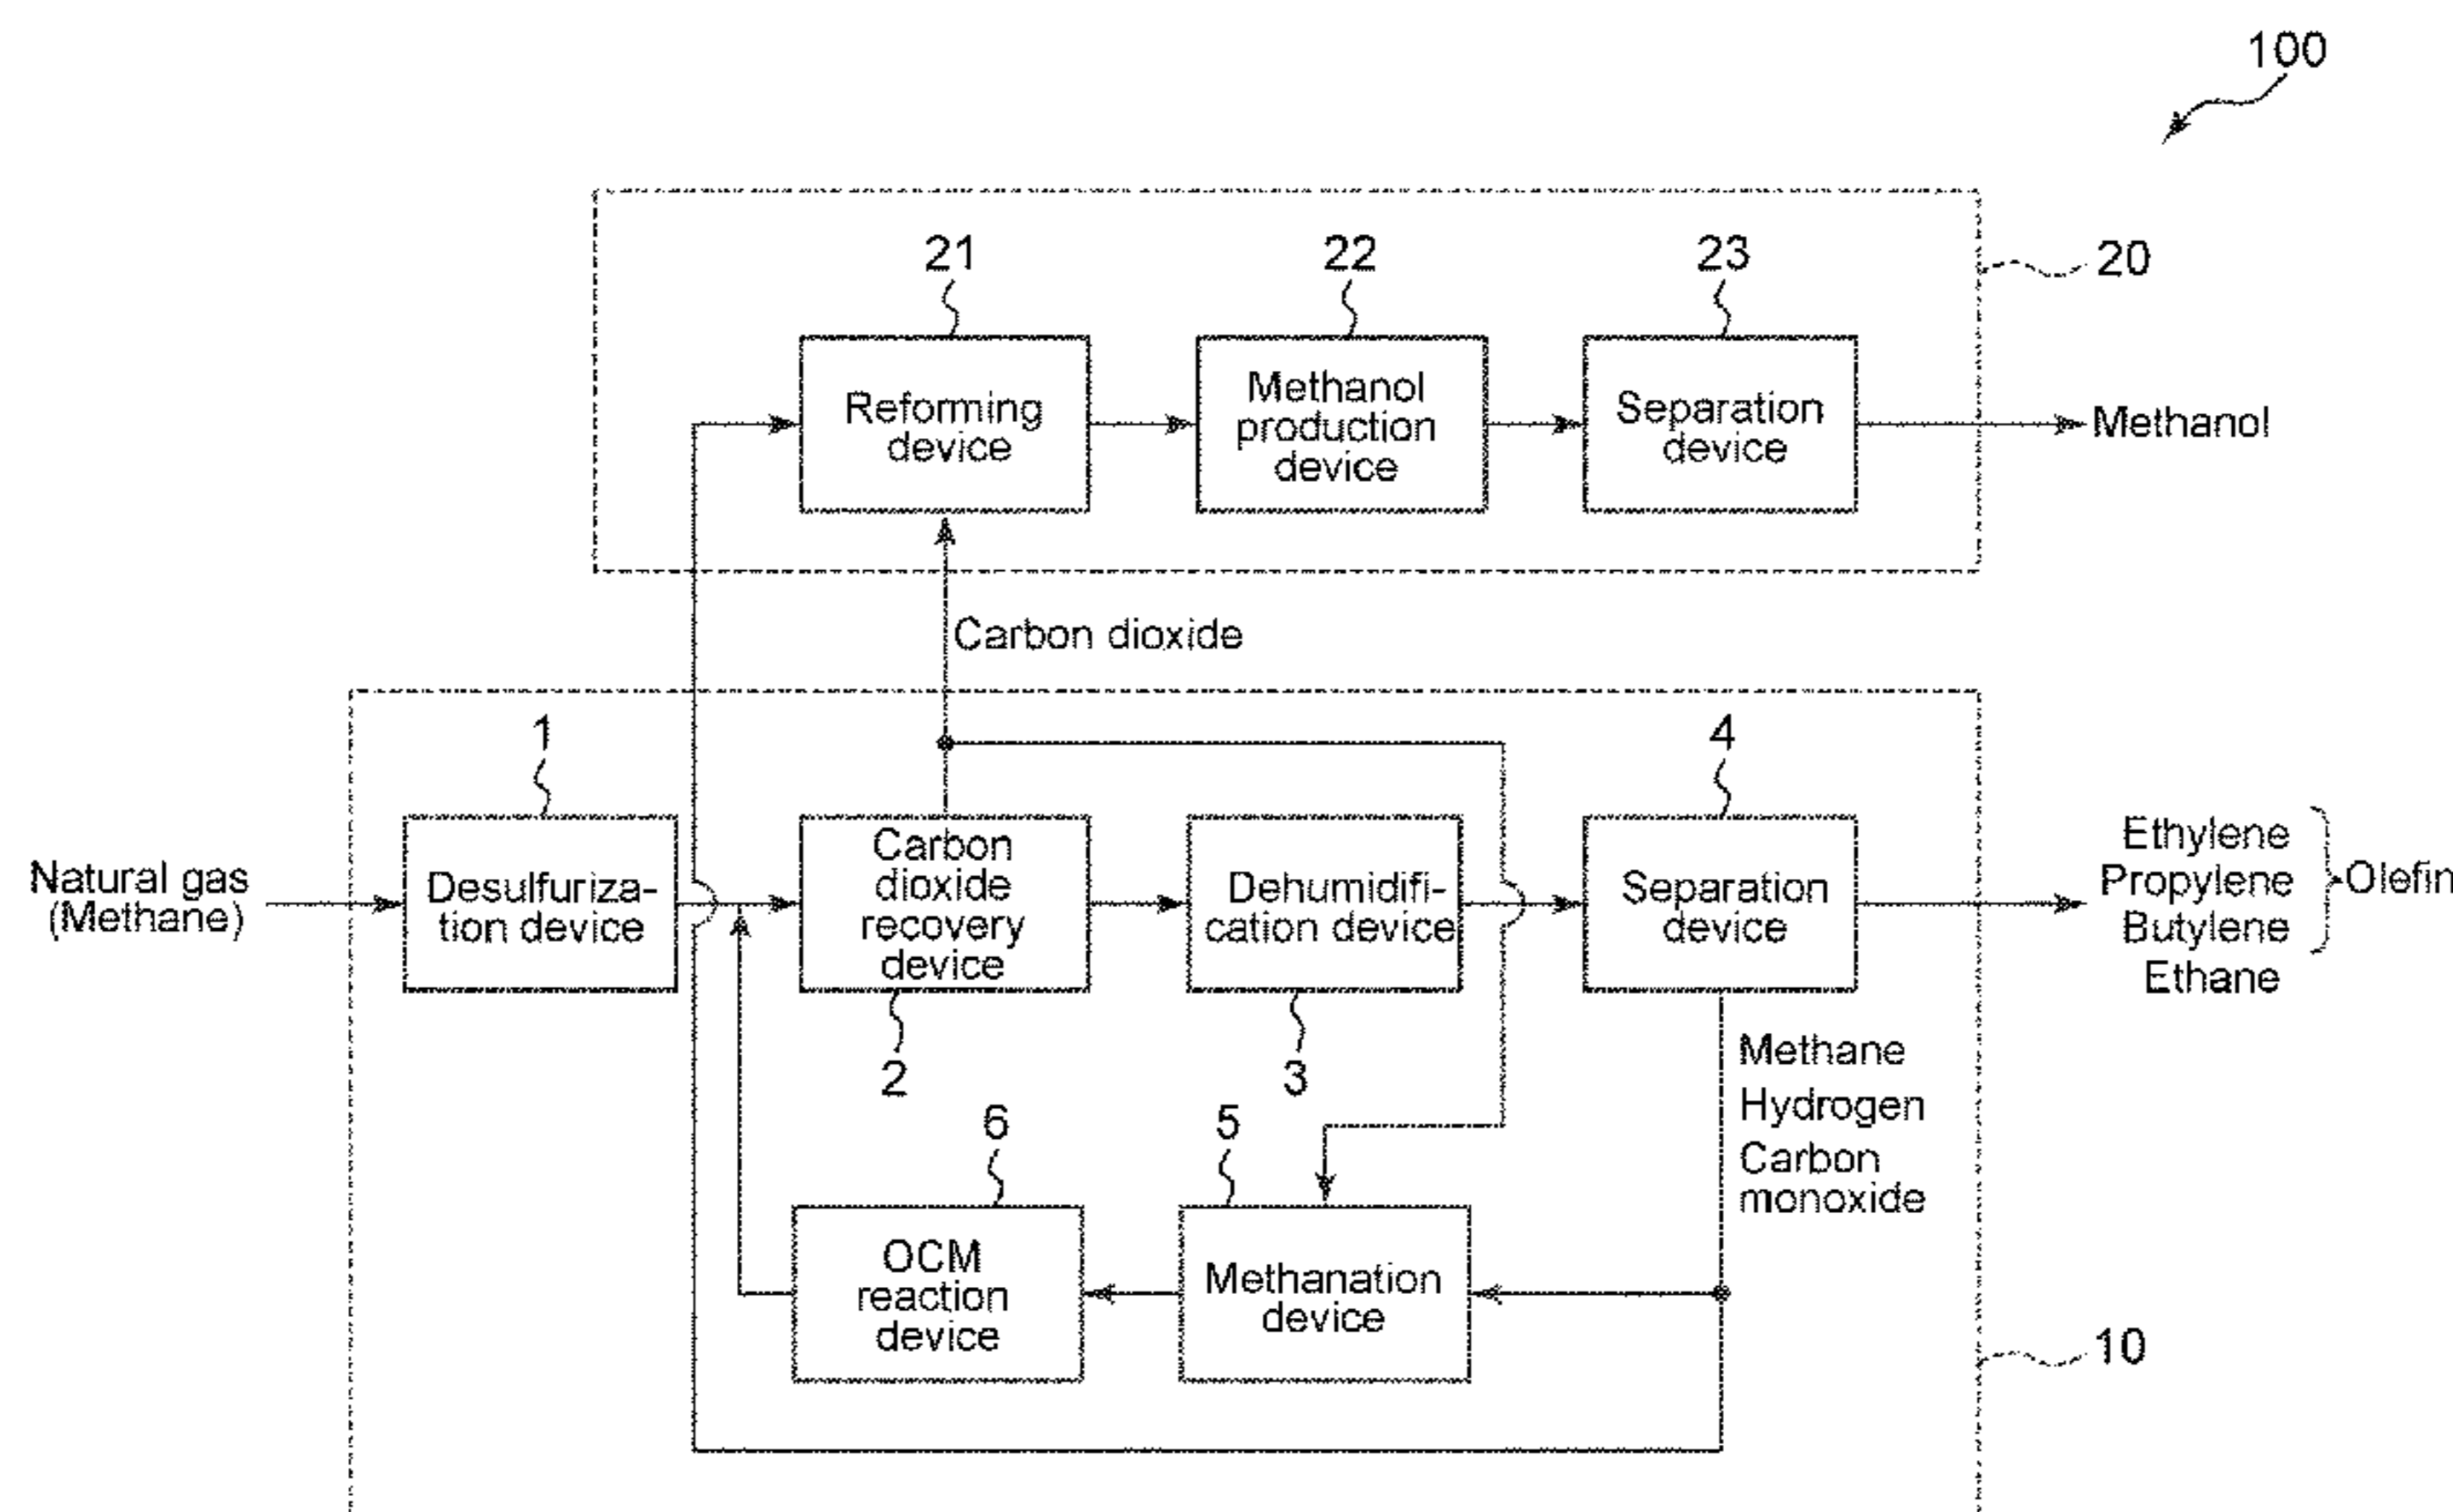 100
20
21
22
23
Reforming
device
Methanol
production
device
Separation
device
Methanol
Carbon dioxide
1
4
Natural gas
(Methane)
Desulfuriza-
tion device
Carbon
dioxide
recovery
device
Dehumidifi-
cation device
Separation
device
Ethylene
Propylene
Butylene
Olefin
Ethane
2
3
Methane
Hydrogen
Carbon
monoxide
6
5
OCM
reaction
device
Methanation
device
10